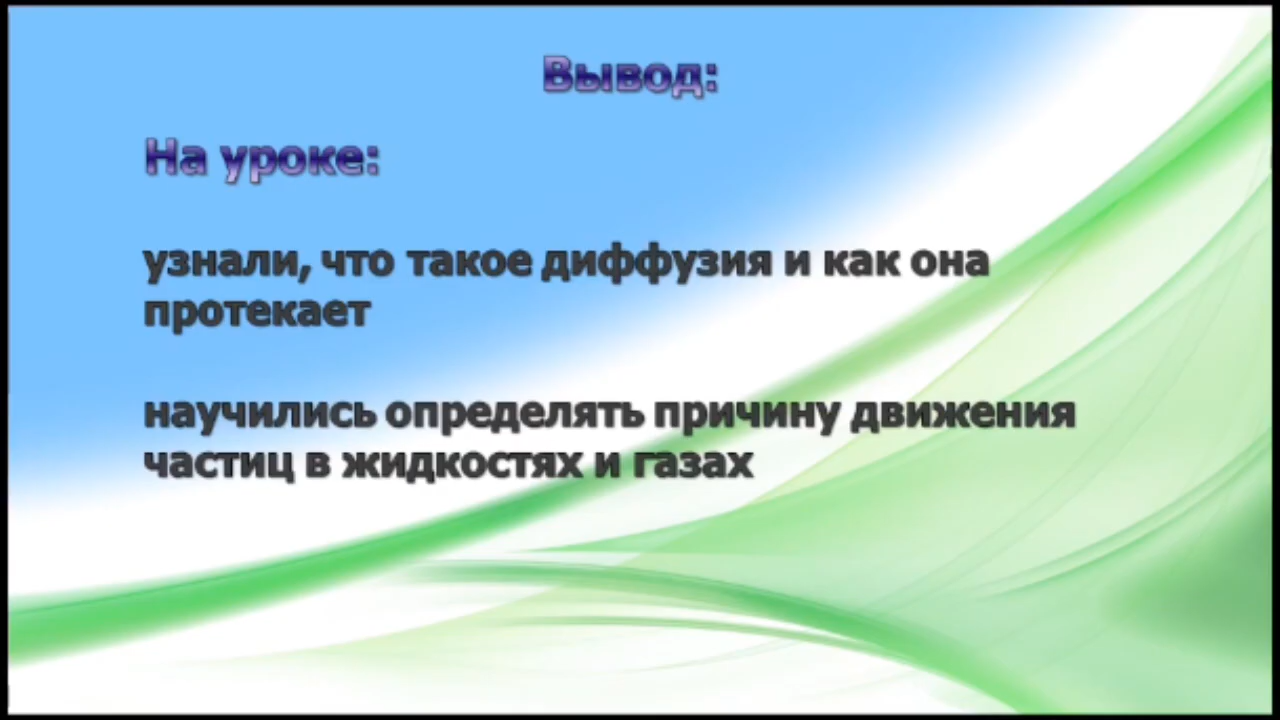 Вывод:
На уроке:
узнали, что такое диффузия и как она
протекает
научились определять причину движения
частиц в жидкостях и газах